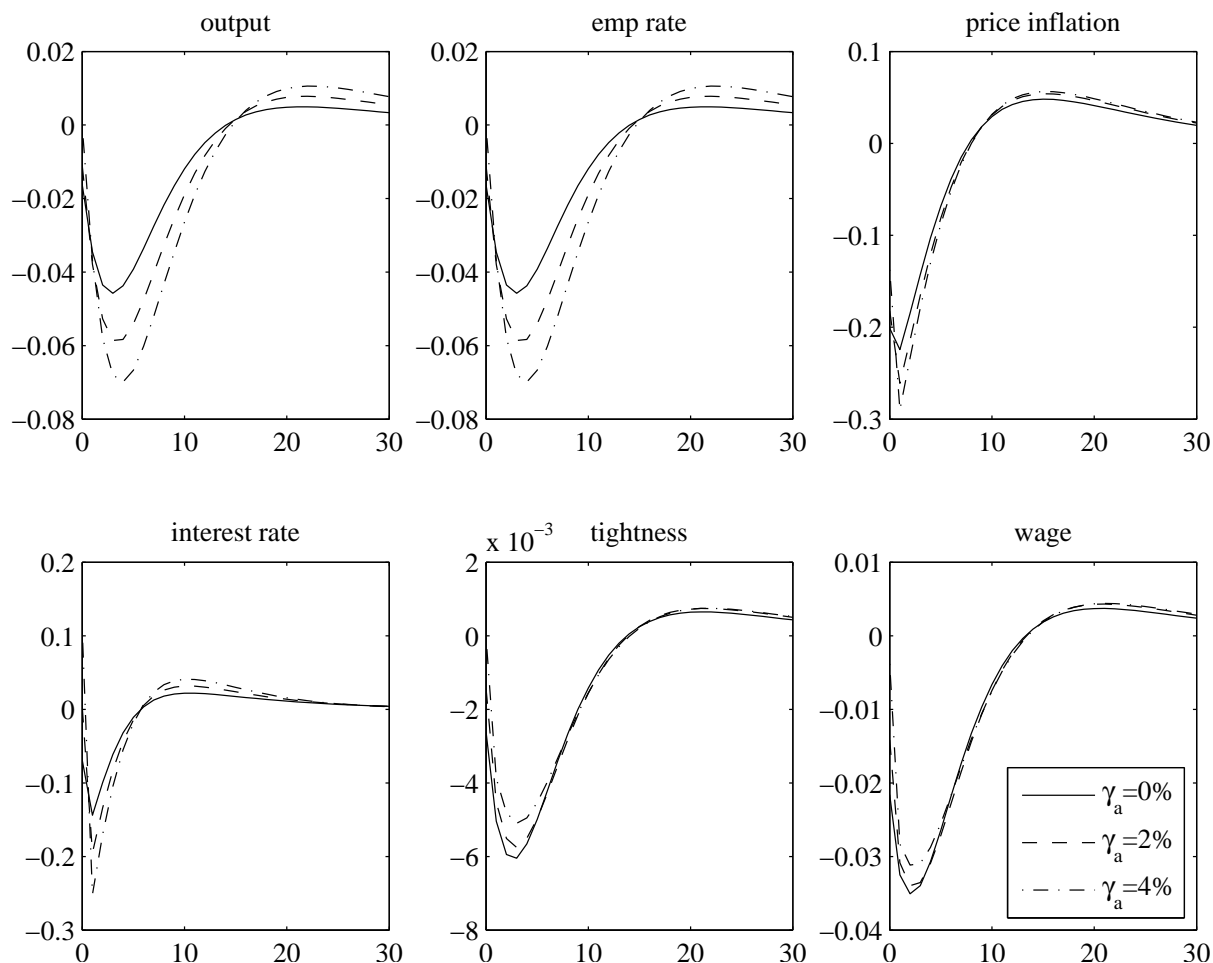 output
0.02
0
−0.02
−0.04
−0.06
−0.08
0 10 20 30
emp rate
0.02
0
−0.02
−0.04
−0.06
−0.08
0 10 20 30
price inflation
0.1
0
−0.1
−0.2
−0.3
0 10 20 30
interest rate
0.2
0.1
0
−0.1
−0.2
−0.3
0 10 20 30
x 10⁻³ tightness
2
0
−2
−4
−6
−8
0 10 20 30
wage
0.01
0
−0.01
−0.02
−0.03
−0.04
0 10 20 30
γₐ=0%
γₐ=2%
γₐ=4%